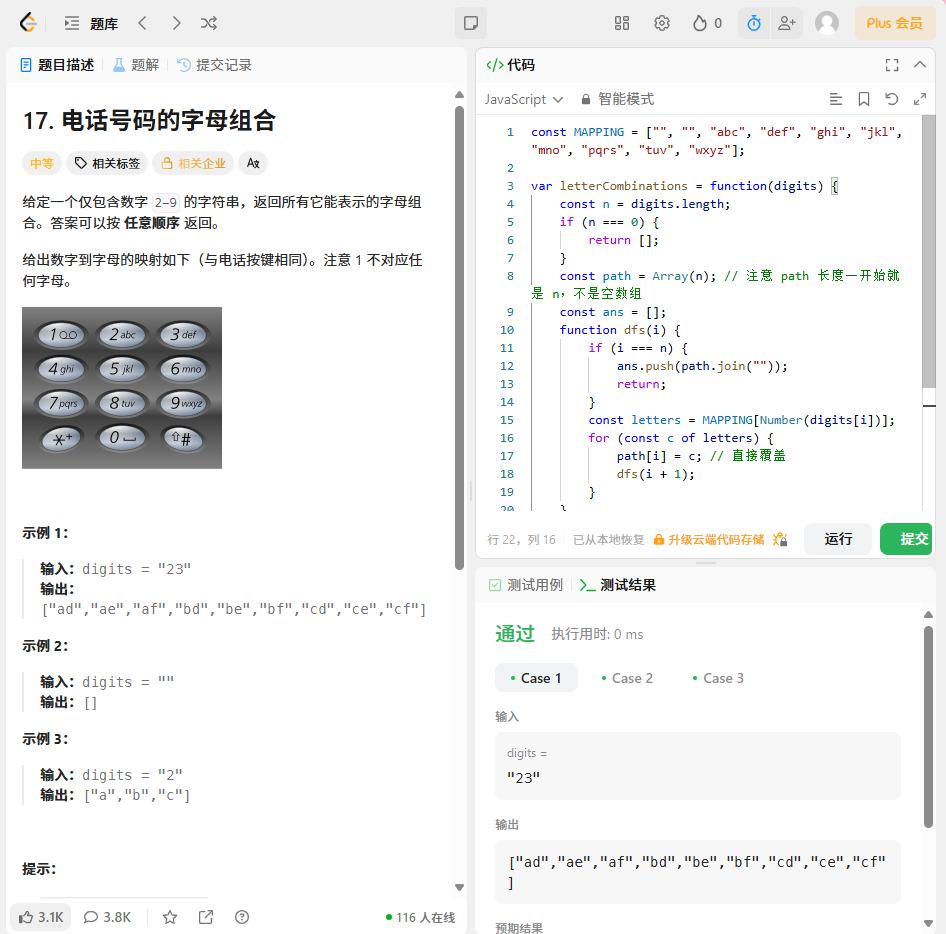 题库
0
Plus 会员
题目描述
题解
提交记录
17. 电话号码的字母组合
中等
相关标签
相关企业
给定一个仅包含数字 2-9 的字符串，返回所有它能表示的字母组
合。答案可以按 任意顺序 返回。
给出数字到字母的映射如下（与电话按键相同）。注意 1 不对应任
何字母。
1 2 abc 3 def
4 ghi 5 jkl 6 mno
7 pqrs 8 tuv 9 wxyz
* + 0 #
示例 1：
输入：digits = "23"
输出：
["ad","ae","af","bd","be","bf","cd","ce","cf"]
示例 2：
输入：digits = ""
输出：[]
示例 3：
输入：digits = "2"
输出：["a","b","c"]
提示：
3.1K
3.8K
116 人在线
</> 代码
JavaScript
智能模式
1 const MAPPING = ["", "", "abc", "def", "ghi", "jkl",
"mno", "pqrs", "tuv", "wxyz"];
2
3 var letterCombinations = function(digits) {
4 const n = digits.length;
5 if (n === 0) {
6 return [];
7 }
8 const path = Array(n); // 注意 path 长度一开始就
是 n，不是空数组
9 const ans = [];
10 function dfs(i) {
11 if (i === n) {
12 ans.push(path.join(""));
13 return;
14 }
15 const letters = MAPPING[Number(digits[i])];
16 for (const c of letters) {
17 path[i] = c; // 直接覆盖
18 dfs(i + 1);
19 }
20 }
行 22，列 16
已从本地恢复
升级云端代码存储
运行
提交
测试用例
测试结果
通过
执行用时: 0 ms
Case 1
Case 2
Case 3
输入
digits =
"23"
输出
["ad","ae","af","bd","be","bf","cd","ce","cf"
]
预期结果